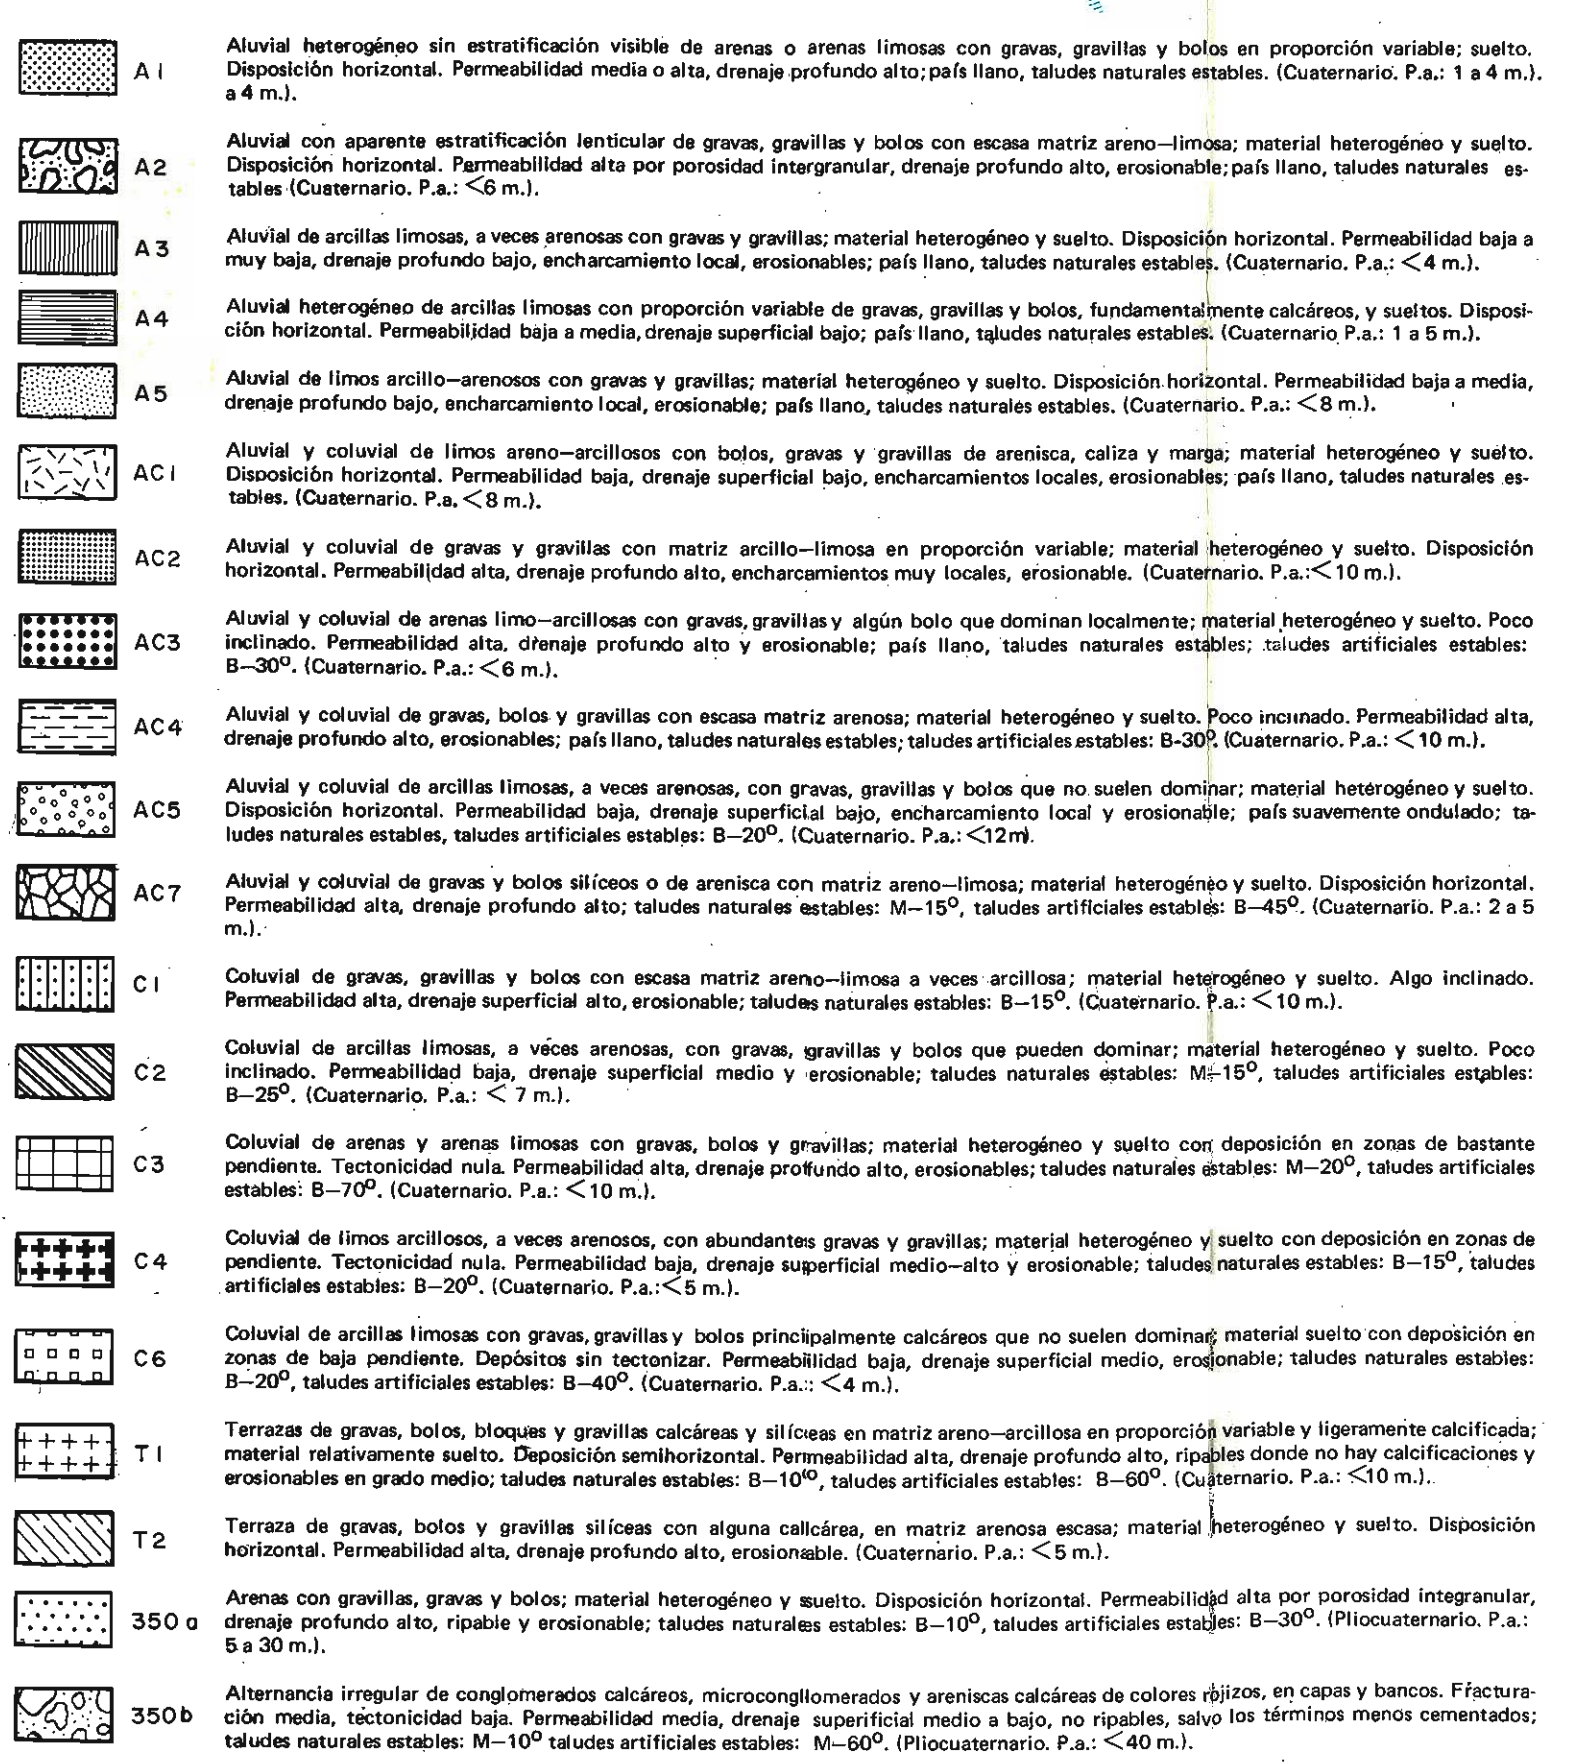 A1 Aluvial heterogéneo sin estratificación visible de arenas o arenas limosas con gravas, gravillas y bolos en proporción variable; suelto.
Disposición horizontal. Permeabilidad media o alta, drenaje profundo alto; país llano, taludes naturales estables. (Cuaternario. P.a.: 1 a 4 m.).
a 4 m.).
A2 Aluvial con aparente estratificación lenticular de gravas, gravillas y bolos con escasa matriz areno—limosa; material heterogéneo y suelto.
Disposición horizontal. Permeabilidad alta por porosidad intergranular, drenaje profundo alto, erosionable; país llano, taludes naturales es-
tables (Cuaternario. P.a.: <6 m.).
A3 Aluvial de arcillas limosas, a veces arenosas con gravas y gravillas; material heterogéneo y suelto. Disposición horizontal. Permeabilidad baja a
muy baja, drenaje profundo bajo, encharcamiento local, erosionables; país llano, taludes naturales estables. (Cuaternario. P.a.: <4 m.).
A4 Aluvial heterogéneo de arcillas limosas con proporción variable de gravas, gravillas y bolos, fundamentalmente calcáreos, y sueltos. Disposi-
ción horizontal. Permeabilidad baja a media, drenaje superficial bajo; país llano, taludes naturales estables. (Cuaternario P.a.: 1 a 5 m.).
A5 Aluvial de limos arcillo—arenosos con gravas y gravillas; material heterogéneo y suelto. Disposición horizontal. Permeabilidad baja a media,
drenaje profundo bajo, encharcamiento local, erosionable; país llano, taludes naturales estables. (Cuaternario. P.a.: <8 m.).
AC1 Aluvial y coluvial de limos areno—arcillosos con bolos, gravas y gravillas de arenisca, caliza y marga; material heterogéneo y suelto.
Disposición horizontal. Permeabilidad baja, drenaje superficial bajo, encharcamientos locales, erosionables; país llano, taludes naturales es-
tables. (Cuaternario. P.a. <8 m.).
AC2 Aluvial y coluvial de gravas y gravillas con matriz arcillo—limosa en proporción variable; material heterogéneo y suelto. Disposición
horizontal. Permeabilidad alta, drenaje profundo alto, encharcamientos muy locales, erosionable. (Cuaternario. P.a.:<10 m.).
AC3 Aluvial y coluvial de arenas limo—arcillosas con gravas, gravillas y algún bolo que dominan localmente; material heterogéneo y suelto. Poco
inclinado. Permeabilidad alta, drenaje profundo alto y erosionable; país llano, taludes naturales estables; taludes artificiales estables:
B—30º. (Cuaternario. P.a.: <6 m.).
AC4 Aluvial y coluvial de gravas, bolos y gravillas con escasa matriz arenosa; material heterogéneo y suelto. Poco inclinado. Permeabilidad alta,
drenaje profundo alto, erosionables; país llano, taludes naturales estables; taludes artificiales estables: B-30º. (Cuaternario. P.a.: <10 m.).
AC5 Aluvial y coluvial de arcillas limosas, a veces arenosas, con gravas, gravillas y bolos que no suelen dominar; material heterogéneo y suelto.
Disposición horizontal. Permeabilidad baja, drenaje superficial bajo, encharcamiento local y erosionable; país suavemente ondulado; ta-
ludes naturales estables, taludes artificiales estables: B—20º. (Cuaternario. P.a.: <12m).
AC7 Aluvial y coluvial de gravas y bolos silíceos o de arenisca con matriz areno—limosa; material heterogéneo y suelto. Disposición horizontal.
Permeabilidad alta, drenaje profundo alto; taludes naturales estables: M—15º, taludes artificiales estables: B—45º. (Cuaternario. P.a.: 2 a 5
m.).
C1 Coluvial de gravas, gravillas y bolos con escasa matriz areno—limosa a veces arcillosa; material heterogéneo y suelto. Algo inclinado.
Permeabilidad alta, drenaje superficial alto, erosionable; taludes naturales estables: B—15º. (Cuaternario. P.a.: <10 m.).
C2 Coluvial de arcillas limosas, a veces arenosas, con gravas, gravillas y bolos que pueden dominar; material heterogéneo y suelto. Poco
inclinado. Permeabilidad baja, drenaje superficial medio y erosionable; taludes naturales estables: M—15º, taludes artificiales estables:
B—25º. (Cuaternario. P.a.: < 7 m.).
C3 Coluvial de arenas y arenas limosas con gravas, bolos y gravillas; material heterogéneo y suelto con deposición en zonas de bastante
pendiente. Tectonicidad nula. Permeabilidad alta, drenaje profundo alto, erosionables; taludes naturales estables: M—20º, taludes artificiales
estables: B—70º. (Cuaternario. P.a.: <10 m.).
C4 Coluvial de limos arcillosos, a veces arenosos, con abundantes gravas y gravillas; material heterogéneo y suelto con deposición en zonas de
pendiente. Tectonicidad nula. Permeabilidad baja, drenaje superficial medio—alto y erosionable; taludes naturales estables: B—15º, taludes
artificiales estables: B—20º. (Cuaternario. P.a.:<5 m.).
C6 Coluvial de arcillas limosas con gravas, gravillas y bolos principalmente calcáreos que no suelen dominar; material suelto con deposición en
zonas de baja pendiente. Depósitos sin tectonizar. Permeabilidad baja, drenaje superficial medio, erosionable; taludes naturales estables:
B—20º, taludes artificiales estables: B—40º. (Cuaternario. P.a.: <4 m.).
T1 Terrazas de gravas, bolos, bloques y gravillas calcáreas y silíceas en matriz areno—arcillosa en proporción variable y ligeramente calcificada;
material relativamente suelto. Deposición semihorizontal. Permeabilidad alta, drenaje profundo alto, ripables donde no hay calcificaciones y
erosionables en grado medio; taludes naturales estables: B—10º, taludes artificiales estables: B—60º. (Cuaternario. P.a.: <10 m.).
T2 Terraza de gravas, bolos y gravillas silíceas con alguna calcárea, en matriz arenosa escasa; material heterogéneo y suelto. Disposición
horizontal. Permeabilidad alta, drenaje profundo alto, erosionable. (Cuaternario. P.a.: <5 m.).
350 a Arenas con gravillas, gravas y bolos; material heterogéneo y suelto. Disposición horizontal. Permeabilidad alta por porosidad integranular,
drenaje profundo alto, ripable y erosionable; taludes naturales estables: B—10º, taludes artificiales estables: B—30º. (Pliocuaternario. P.a.:
5 a 30 m.).
350b Alternancia irregular de conglomerados calcáreos, microconglomerados y areniscas calcáreas de colores rojizos, en capas y bancos. Fractura-
ción media, tectonicidad baja. Permeabilidad media, drenaje superificial medio a bajo, no ripables, salvo los términos menos cementados;
taludes naturales estables: M—10º taludes artificiales estables: M—60º. (Pliocuaternario. P.a.: <40 m.).